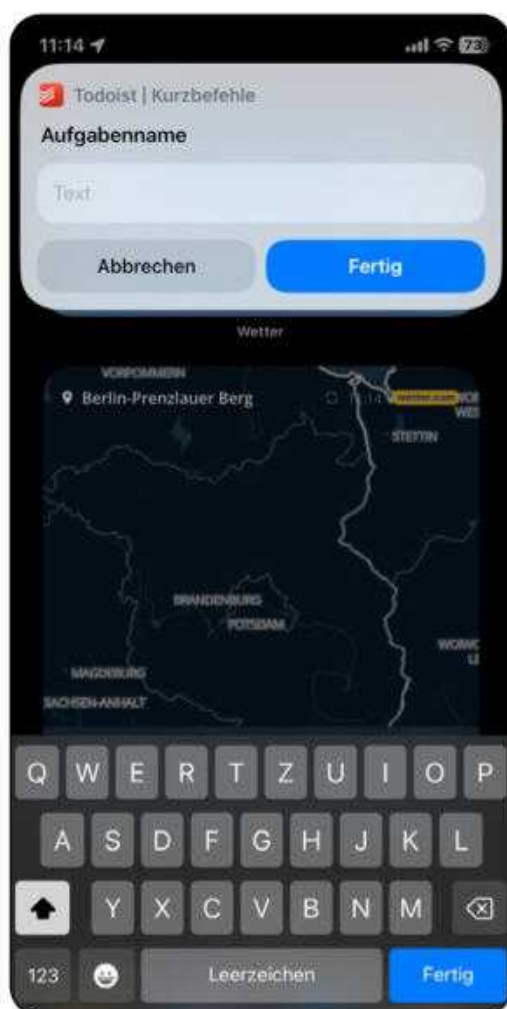 11:14
73
Todoist | Kurzbefehle
Aufgabenname
Text
Abbrechen
Fertig
Wetter
VORPOMMERN
Berlin-Prenzlauer Berg
wetter.com
STETTIN
BRANDENBURG
POTSDAM
MAGDEBURG
SACHSEN-ANHALT
Q W E R T Z U I O P
A S D F G H J K L
Y X C V B N M
123
Leerzeichen
Fertig